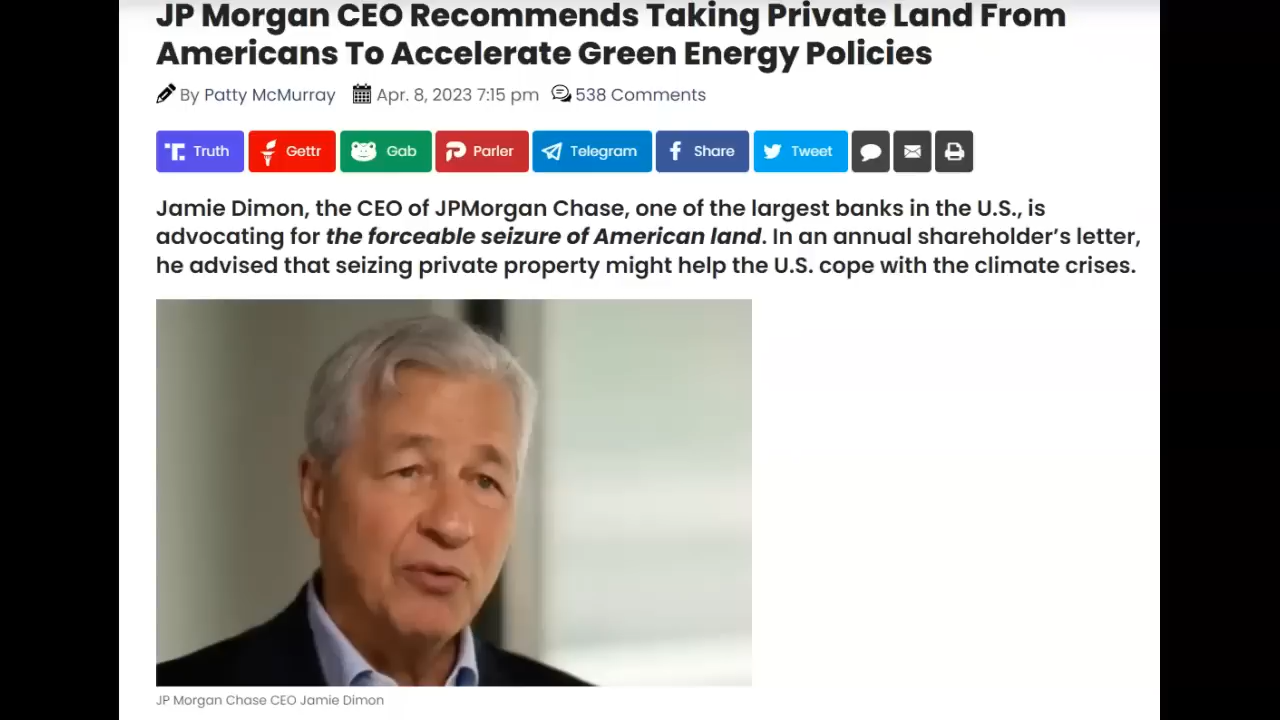 JP Morgan CEO Recommends Taking Private Land From
Americans To Accelerate Green Energy Policies
By Patty McMurray Apr. 8, 2023 7:15 pm 538 Comments
Truth Gettr Gab Parler Telegram Share Tweet
Jamie Dimon, the CEO of JPMorgan Chase, one of the largest banks in the U.S., is
advocating for the forceable seizure of American land. In an annual shareholder’s letter,
he advised that seizing private property might help the U.S. cope with the climate crises.
JP Morgan Chase CEO Jamie Dimon